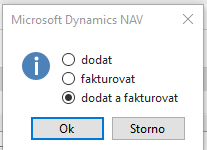 Microsoft Dynamics NAV
dodat
fakturovat
dodat a fakturovat
Ok
Storno